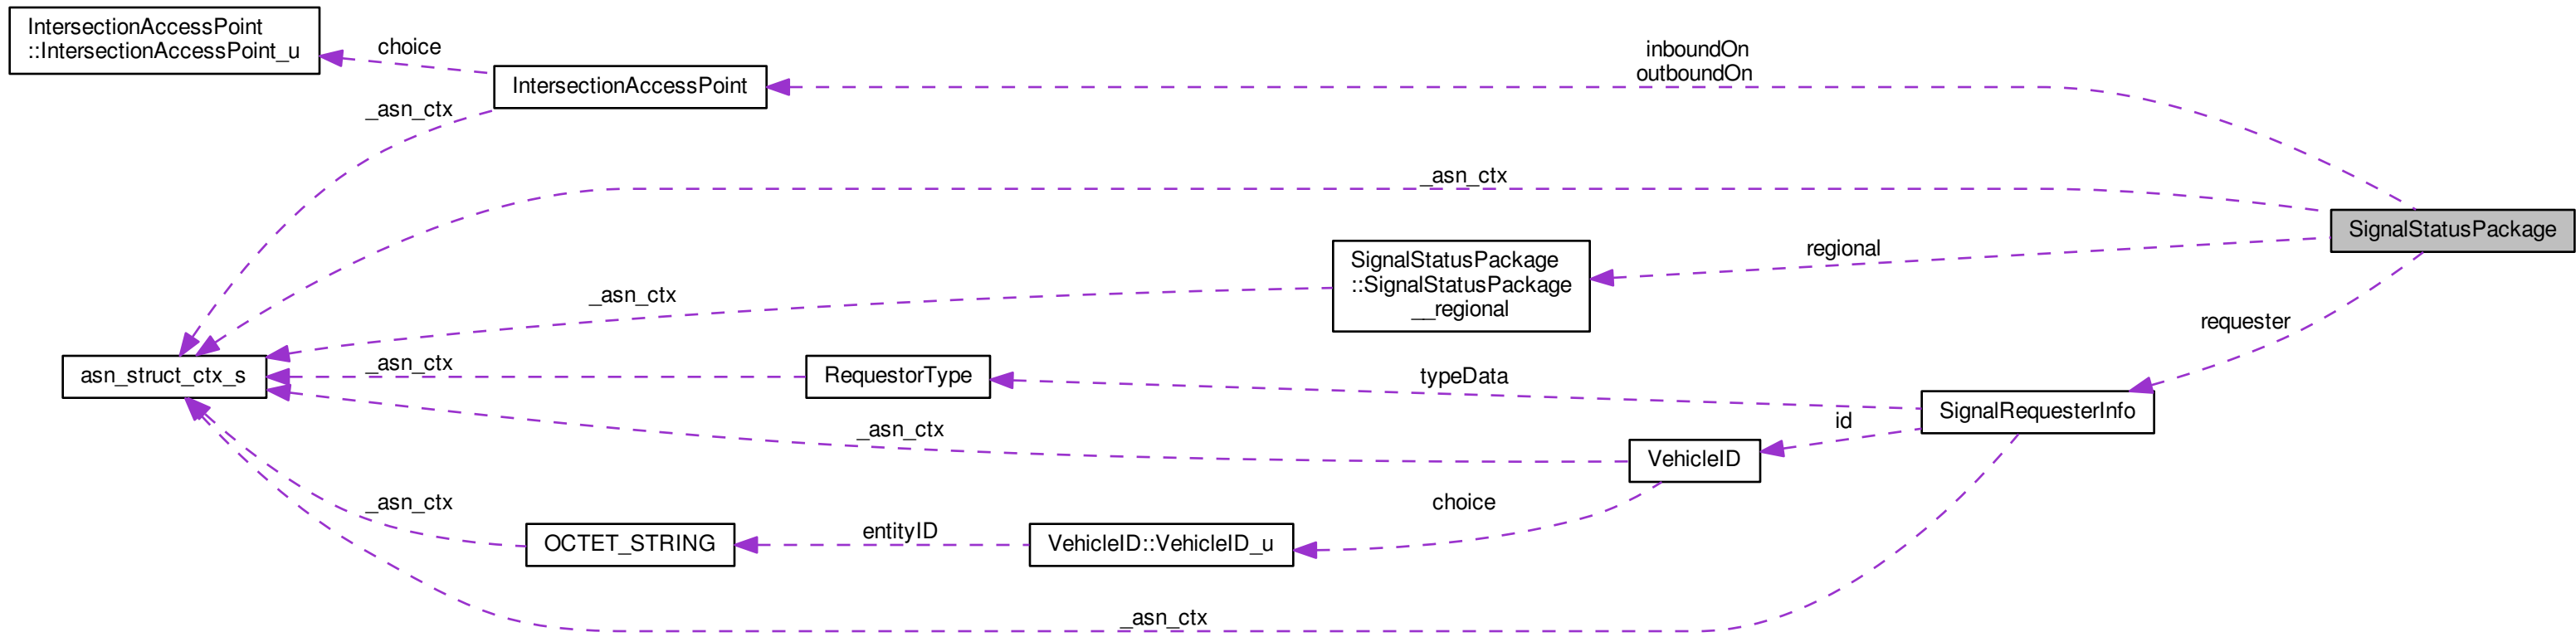 IntersectionAccessPoint
::IntersectionAccessPoint_u
choice
IntersectionAccessPoint
_asn_ctx
inboundOn
outboundOn
_asn_ctx
SignalStatusPackage
regional
SignalStatusPackage
::SignalStatusPackage
__regional
_asn_ctx
requester
asn_struct_ctx_s
_asn_ctx
RequestorType
typeData
SignalRequesterInfo
id
_asn_ctx
VehicleID
choice
_asn_ctx
OCTET_STRING
entityID
VehicleID::VehicleID_u
_asn_ctx